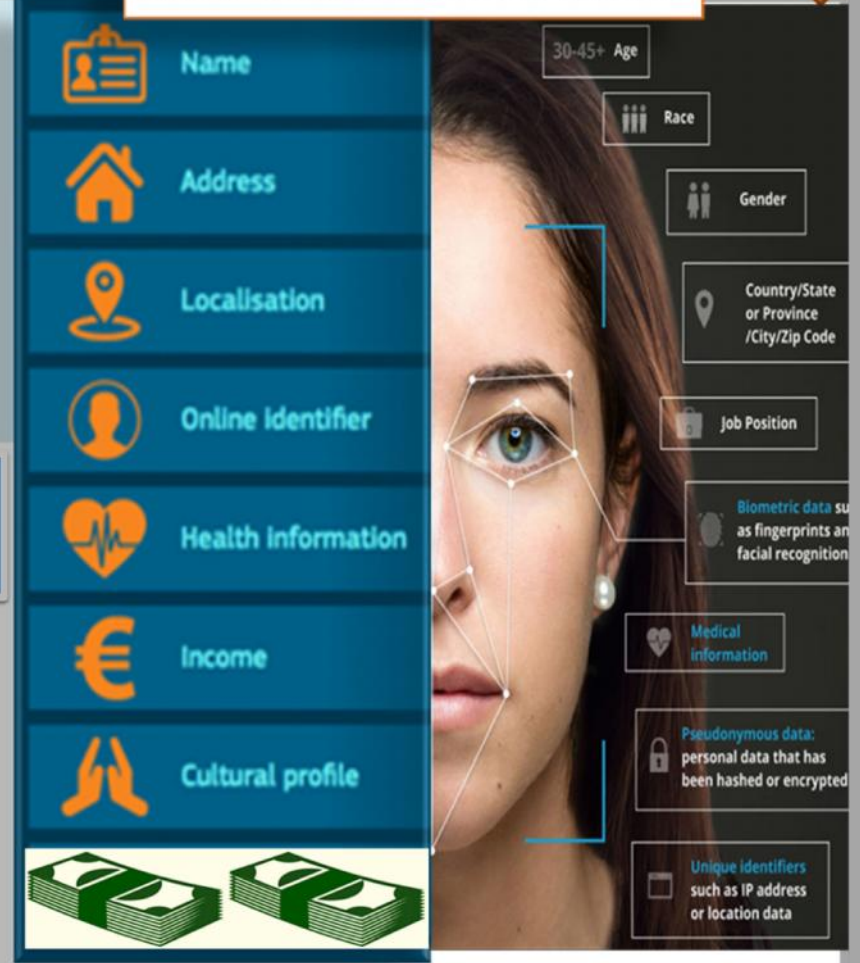 Name
Address
Localisation
Online identifier
Health information
Income
Cultural profile
30-45+ Age
Race
Gender
Country/State
or Province
/City/Zip Code
Job Position
Biometric data su
as fingerprints an
facial recognition
Medical
information
Pseudonymous data:
personal data that has
been hashed or encrypted
Unique identifiers
such as IP address
or location data